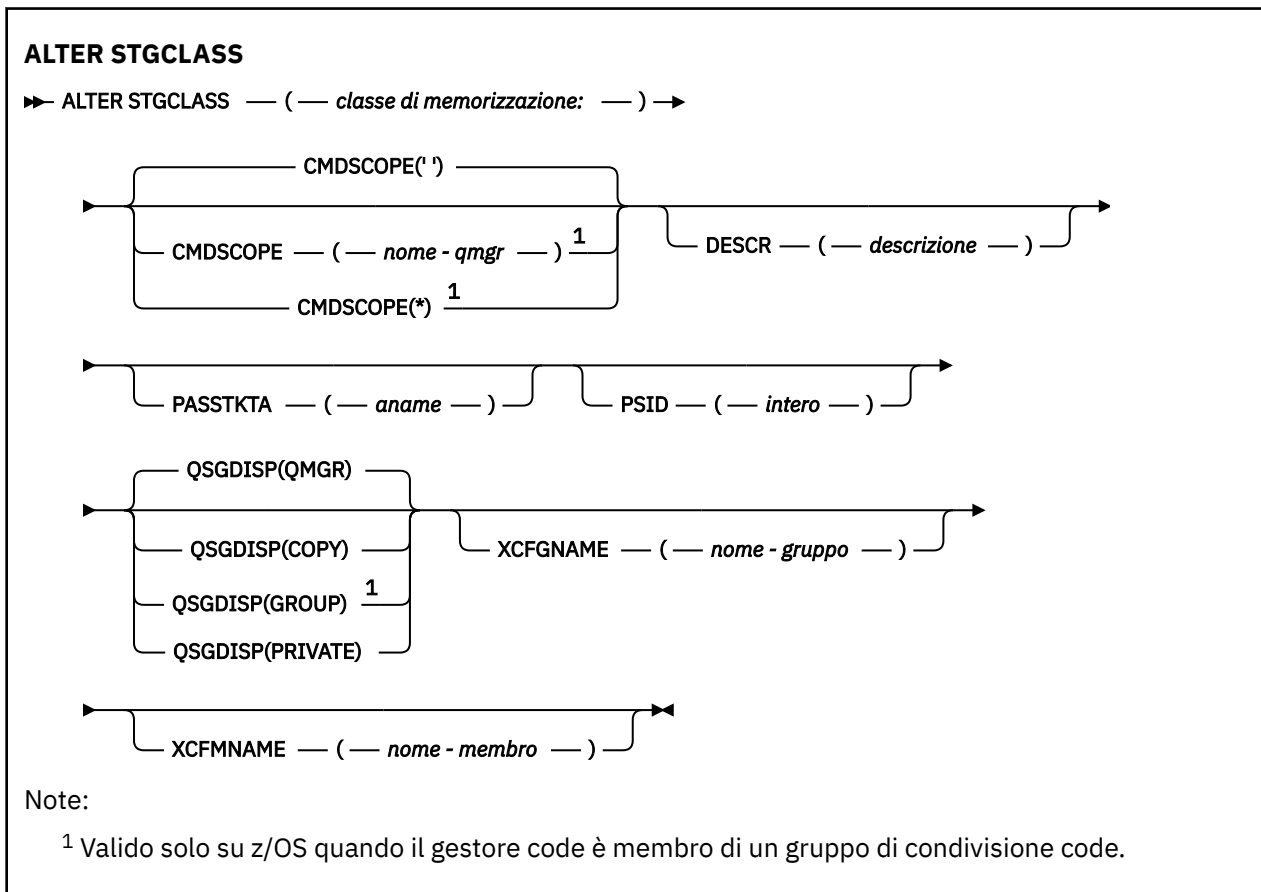 ALTER STGCLASS
ALTER STGCLASS ( classe di memorizzazione: )
CMDSCOPE(' ')
CMDSCOPE ( nome - qmgr ) 1
CMDSCOPE(*) 1
DESCR ( descrizione )
PASSTKTA ( aname )
PSID ( intero )
QSGDISP(QMGR)
QSGDISP(COPY)
QSGDISP(GROUP) 1
QSGDISP(PRIVATE)
XCFGNAME ( nome - gruppo )
XCFMNAME ( nome - membro )
Note:
1 Valido solo su z/OS quando il gestore code è membro di un gruppo di condivisione code.